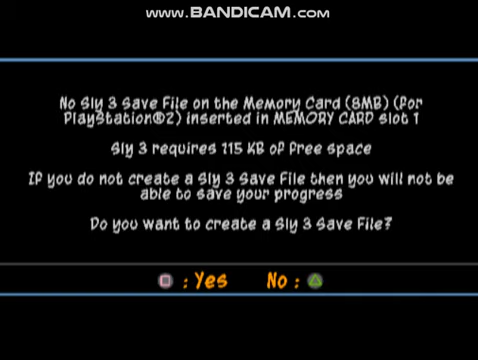 www.BANDICAM.com
No Sly 3 Save File on the Memory Card (8MB) (for
PlayStation®2) inserted in MEMORY CARD slot 1
Sly 3 requires 115 KB of free space
If you do not create a Sly 3 Save File then you will not be
able to save your progress
Do you want to create a Sly 3 Save File?
: Yes No :